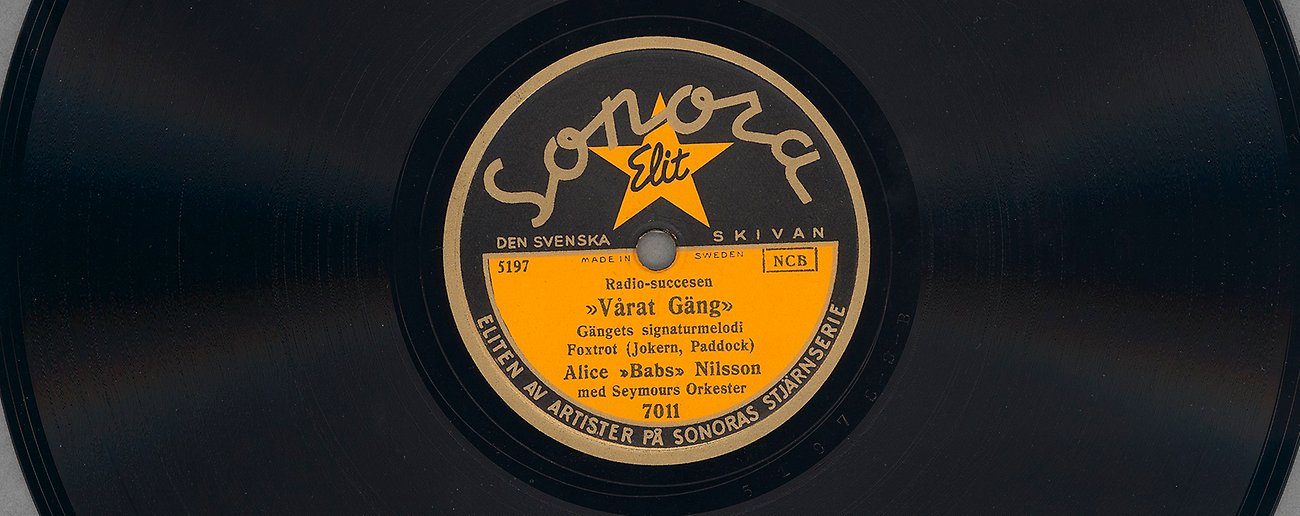 Sonora
Elit
DEN SVENSKA SKIVAN
MADE IN SWEDEN
5197
NCB
Radio-succesen
»Vårat Gäng»
Gängets signaturmelodi
Foxtrot (Jokern, Paddock)
Alice »Babs» Nilsson
med Seymours Orkester
7011
ELITEN AV ARTISTER PÅ SONORAS STJÄRNSERIE